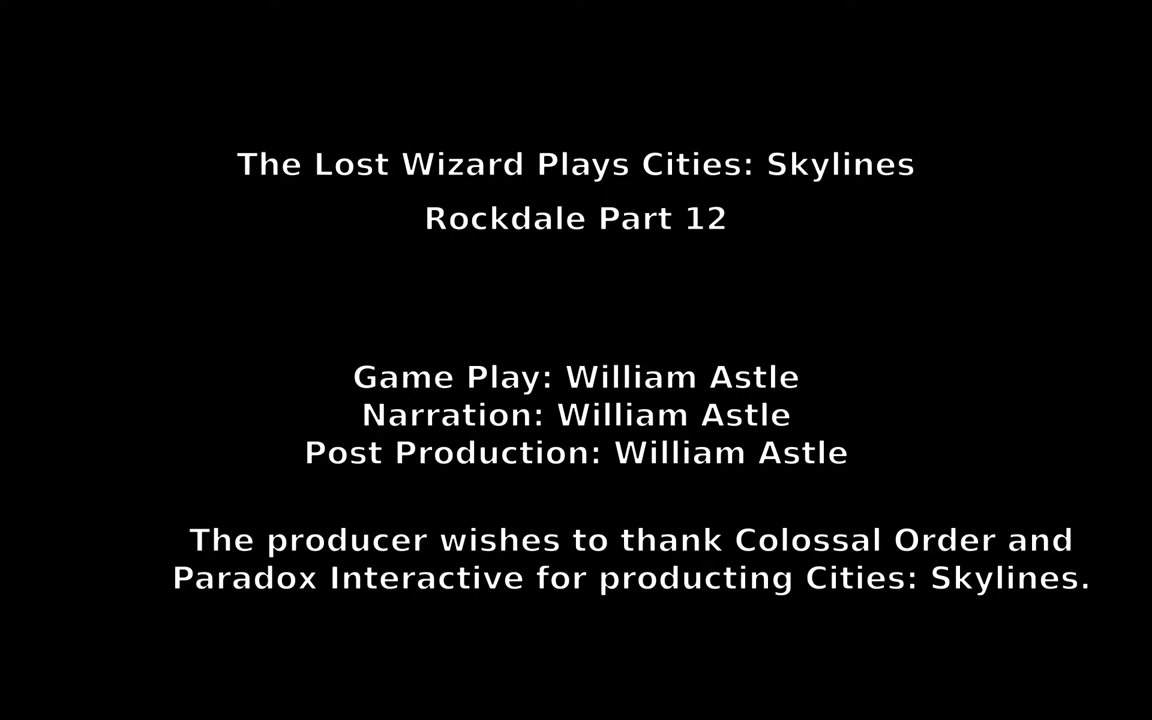 The Lost Wizard Plays Cities: Skylines
Rockdale Part 12
Game Play: William Astle
Narration: William Astle
Post Production: William Astle
The producer wishes to thank Colossal Order and
Paradox Interactive for producting Cities: Skylines.